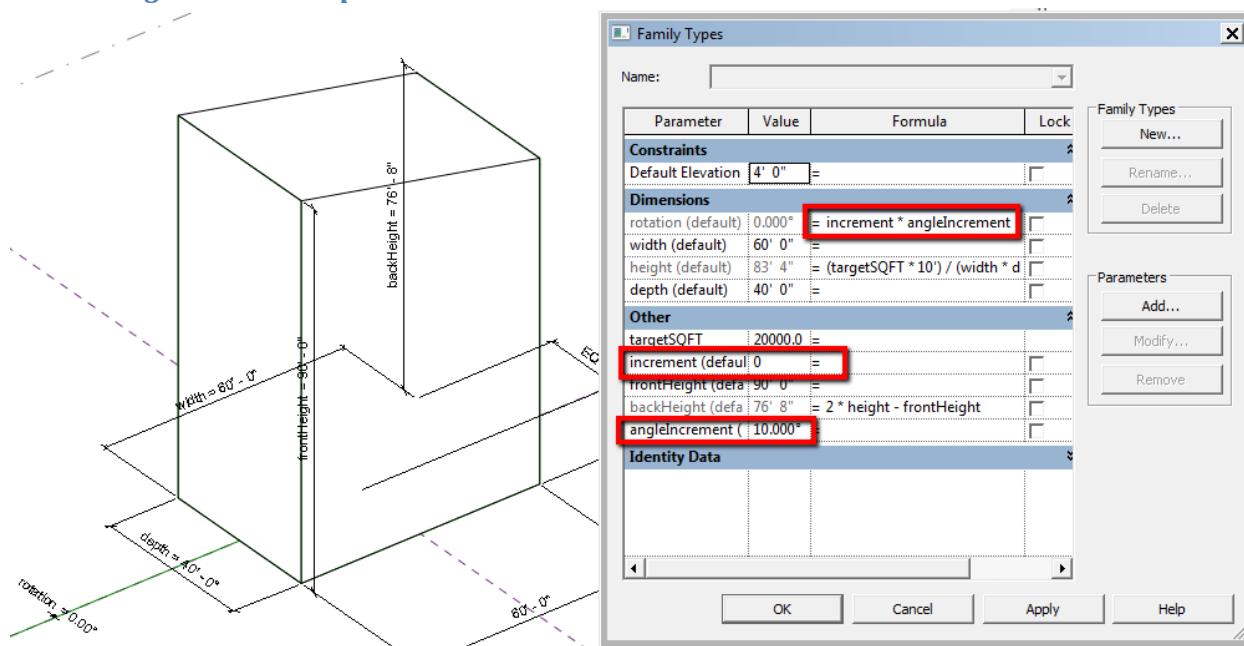 backHeight = 76' - 8"
frontHeight = 90' - 0"
width = 60' - 0"
EQ
depth = 40' - 0"
rotation = 0.00°
60' - 0"
Family Types
Name:
Parameter Value Formula Lock
Constraints
Default Elevation 4' 0" =
Dimensions
rotation (default) 0.000° = increment * angleIncrement
width (default) 60' 0" =
height (default) 83' 4" = (targetSQFT * 10') / (width * d
depth (default) 40' 0" =
Other
targetSQFT 20000.0 =
increment (defaul 0 =
frontHeight (defa 90' 0" =
backHeight (defa 76' 8" = 2 * height - frontHeight
angleIncrement ( 10.000° =
Identity Data
Family Types
New...
Rename...
Delete
Parameters
Add...
Modify...
Remove
OK Cancel Apply Help